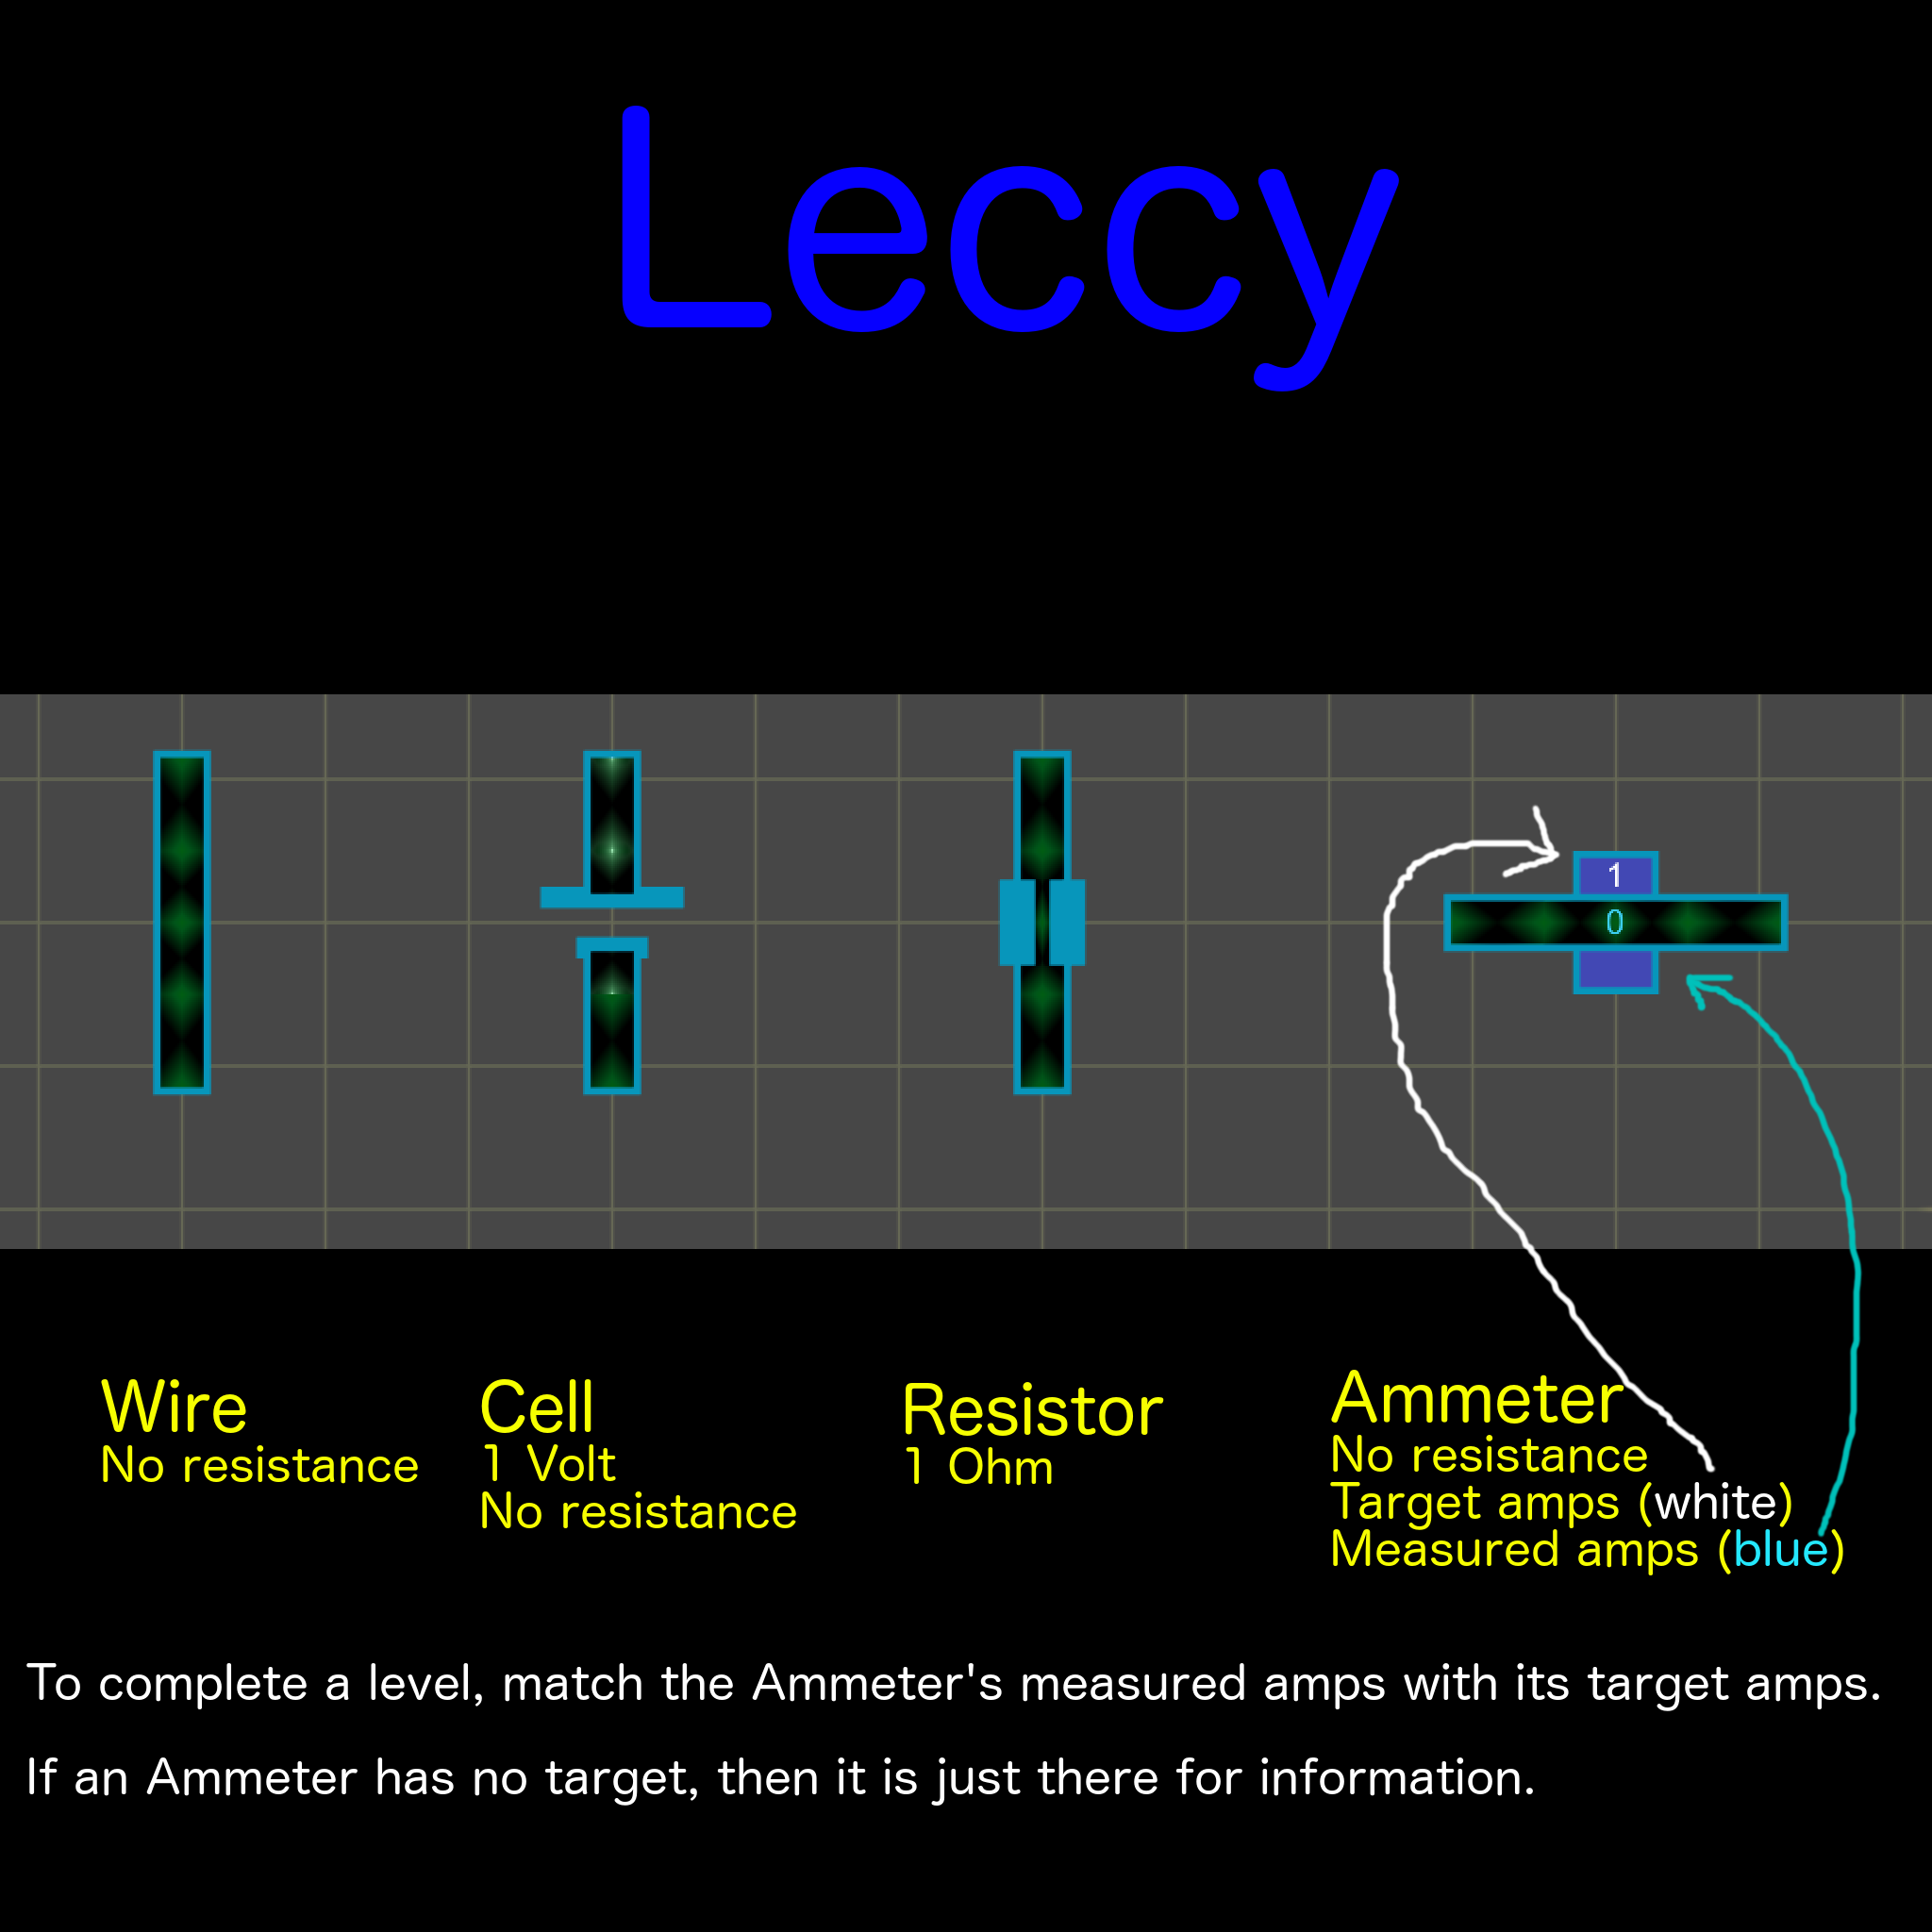 Leccy
1
0
Wire
No resistance
Cell
1 Volt
No resistance
Resistor
1 Ohm
Ammeter
No resistance
Target amps (white)
Measured amps (blue)
To complete a level, match the Ammeter's measured amps with its target amps.
If an Ammeter has no target, then it is just there for information.